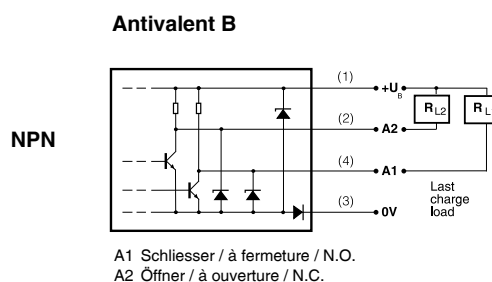 Antivalent B
NPN
(1) +U B
(2) A2
(4) A1
(3) 0V
R L2
R L
Last
charge
load
A1 Schliesser / à fermeture / N.O.
A2 Öffner / à ouverture / N.C.